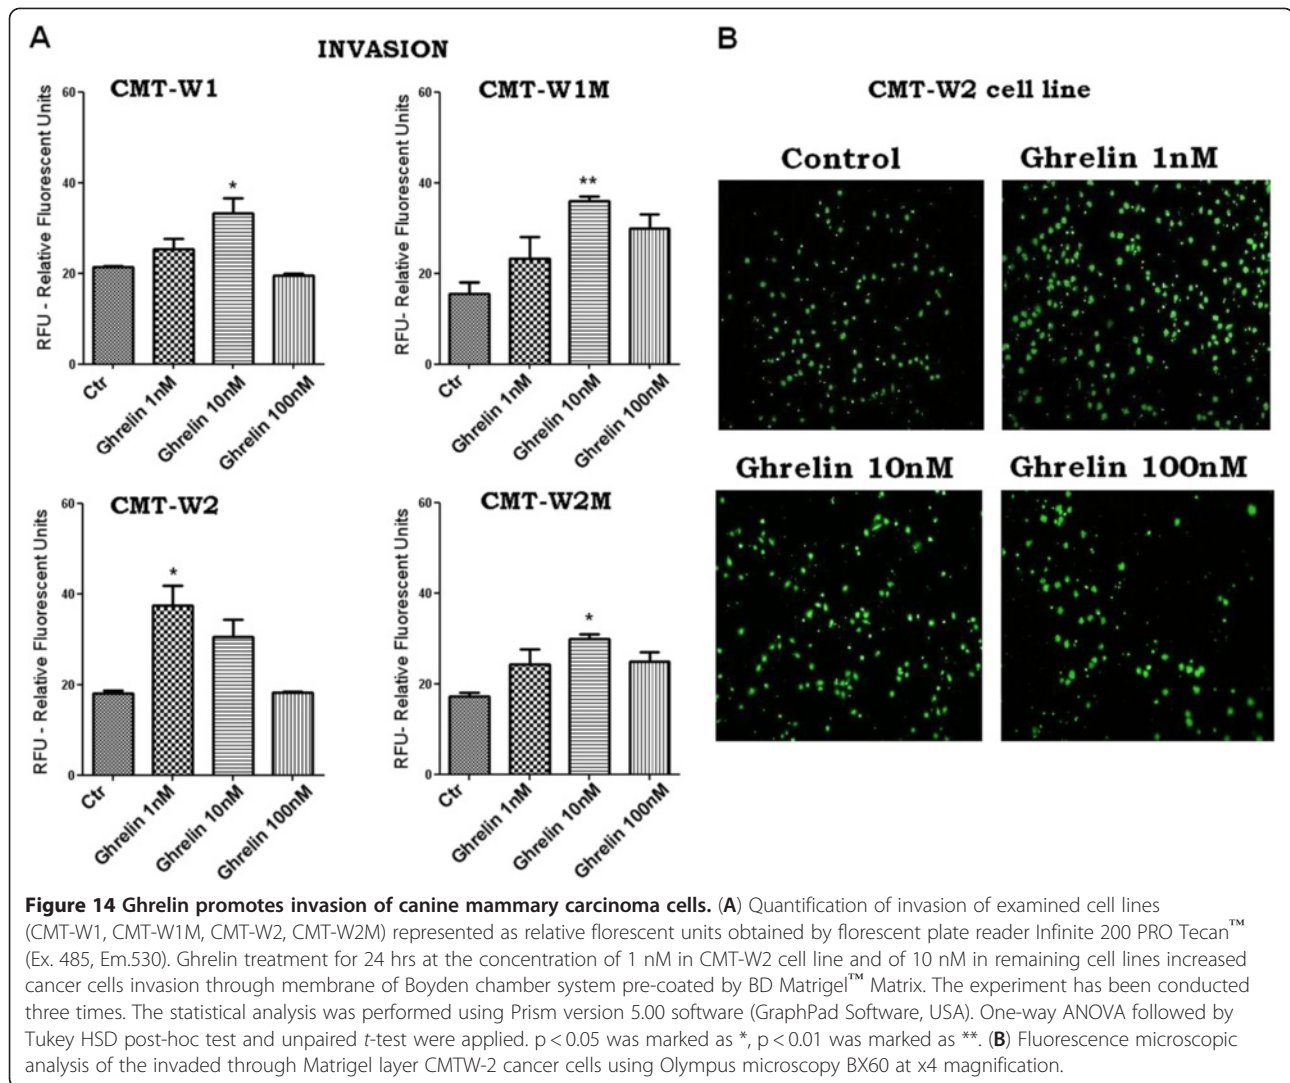 A
INVASION
CMT-W1
RFU - Relative Fluorescent Units
60
40
20
0
*
Ctr
Ghrelin 1nM
Ghrelin 10nM
Ghrelin 100nM
CMT-W1M
RFU- Relative Fluorescent Units
60
40
20
0
**
Ctr
Ghrelin 1nM
Ghrelin 10nM
Ghrelin 100nM
CMT-W2
RFU- Relative Fluorescent Units
60
40
20
0
*
Ctr
Ghrelin 1nM
Ghrelin 10nM
Ghrelin 100nM
CMT-W2M
RFU- Relative Fluorescent Units
60
40
20
0
*
Ctr
Ghrelin 1nM
Ghrelin 10nM
Ghrelin 100nM
B
CMT-W2 cell line
Control
Ghrelin 1nM
Ghrelin 10nM
Ghrelin 100nM
Figure 14 Ghrelin promotes invasion of canine mammary carcinoma cells. (A) Quantification of invasion of examined cell lines
(CMT-W1, CMT-W1M, CMT-W2, CMT-W2M) represented as relative florescent units obtained by florescent plate reader Infinite 200 PRO Tecan™
(Ex. 485, Em.530). Ghrelin treatment for 24 hrs at the concentration of 1 nM in CMT-W2 cell line and of 10 nM in remaining cell lines increased
cancer cells invasion through membrane of Boyden chamber system pre-coated by BD Matrigel™ Matrix. The experiment has been conducted
three times. The statistical analysis was performed using Prism version 5.00 software (GraphPad Software, USA). One-way ANOVA followed by
Tukey HSD post-hoc test and unpaired t-test were applied. p < 0.05 was marked as *, p < 0.01 was marked as **. (B) Fluorescence microscopic
analysis of the invaded through Matrigel layer CMTW-2 cancer cells using Olympus microscopy BX60 at x4 magnification.